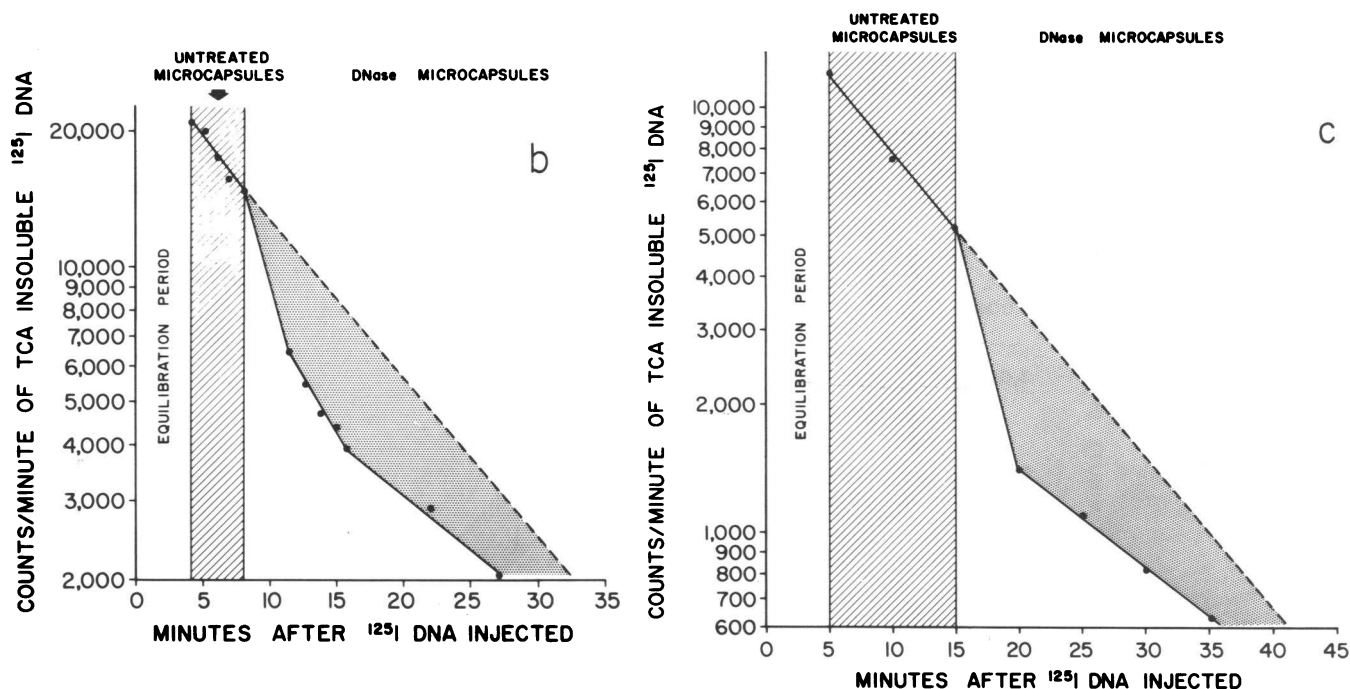 UNTREATED
MICROCAPSULES
DNase MICROCAPSULES
COUNTS/MINUTE OF TCA INSOLUBLE ¹²⁵I DNA
20,000
10,000
9,000
8,000
7,000
6,000
5,000
4,000
3,000
2,000
EQUILIBRATION PERIOD
b
0 5 10 15 20 25 30 35
MINUTES AFTER ¹²⁵I DNA INJECTED
UNTREATED
MICROCAPSULES
DNase MICROCAPSULES
COUNTS/MINUTE OF TCA INSOLUBLE ¹²⁵I DNA
10,000
9,000
8,000
7,000
6,000
5,000
4,000
3,000
2,000
1,000
900
800
700
600
EQUILIBRATION PERIOD
c
0 5 10 15 20 25 30 35 40 45
MINUTES AFTER ¹²⁵I DNA INJECTED